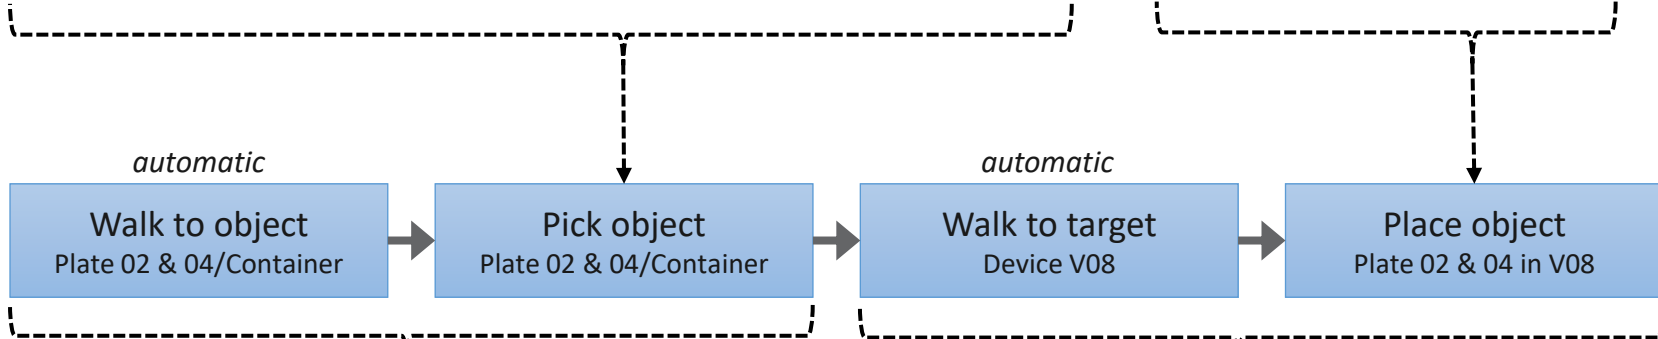 automatic
automatic
Walk to object
Plate 02 & 04/Container
Pick object
Plate 02 & 04/Container
Walk to target
Device V08
Place object
Plate 02 & 04 in V08